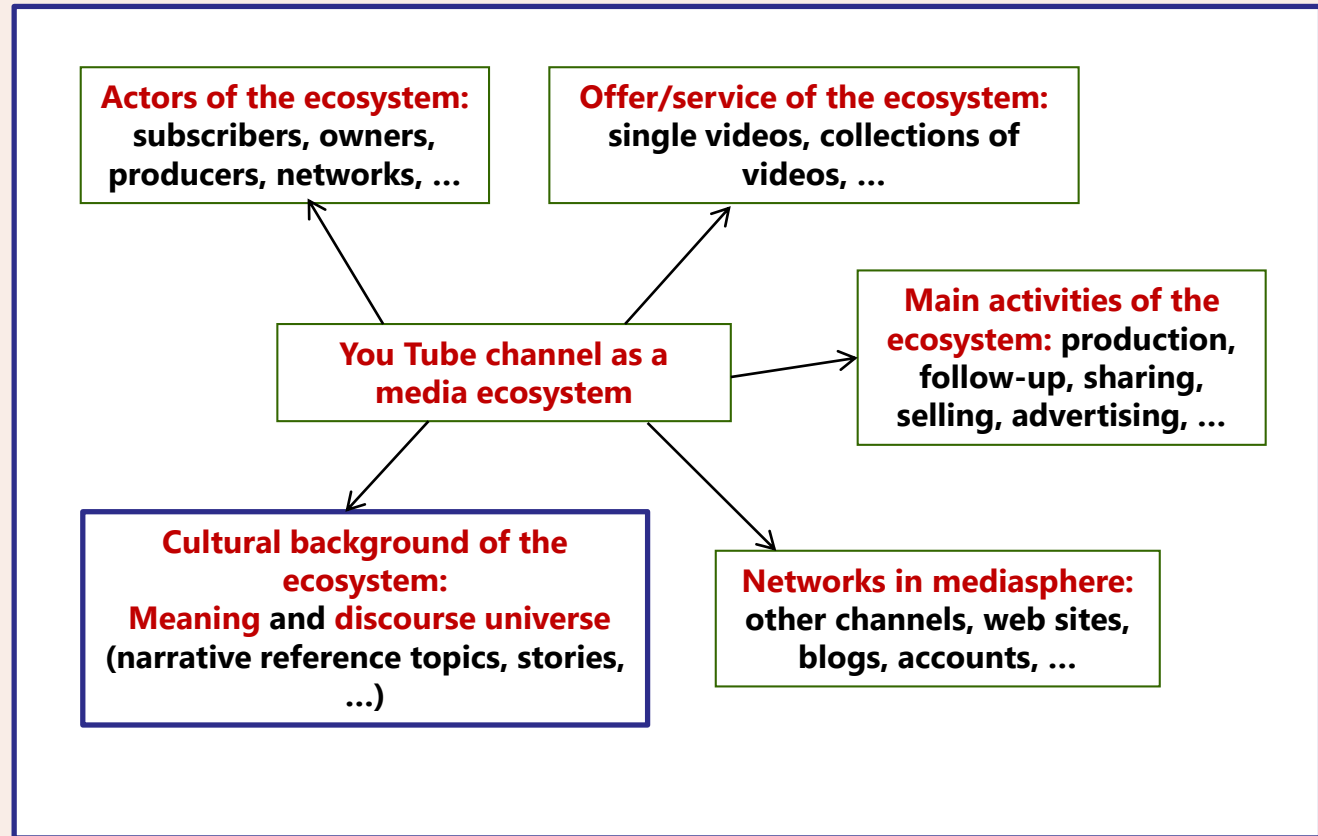 Actors of the ecosystem:
subscribers, owners,
producers, networks, ...
Offer/service of the ecosystem:
single videos, collections of
videos, ...
Main activities of the
ecosystem: production,
follow-up, sharing,
selling, advertising, ...
You Tube channel as a
media ecosystem
Cultural background of the
ecosystem:
Meaning and discourse universe
(narrative reference topics, stories,
...)
Networks in mediasphere:
other channels, web sites,
blogs, accounts, ...